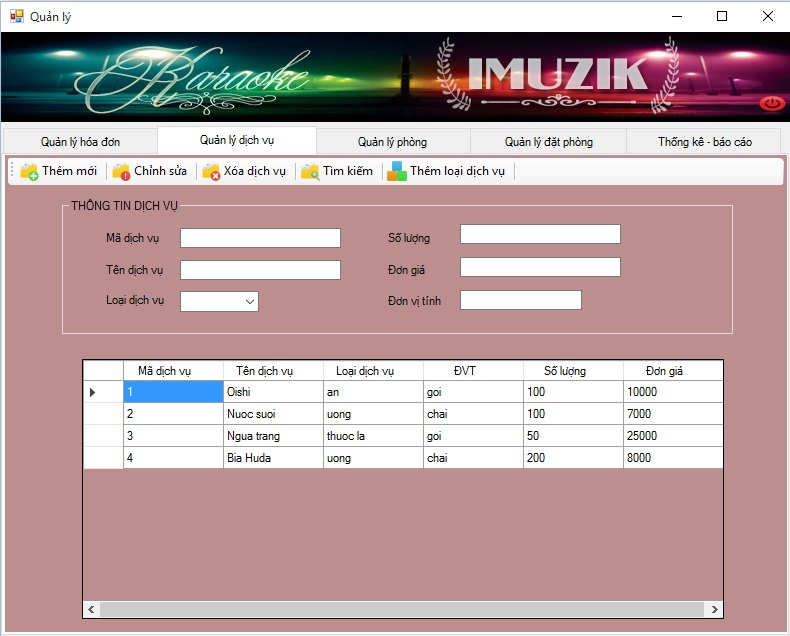 Quản lý
Karaoke
IMUZIK
Quản lý hóa đơn Quản lý dịch vụ Quản lý phòng Quản lý đặt phòng Thống kê - báo cáo
Thêm mới Chỉnh sửa Xóa dịch vụ Tìm kiếm Thêm loại dịch vụ
THÔNG TIN DỊCH VỤ
Mã dịch vụ Số lượng
Tên dịch vụ Đơn giá
Loại dịch vụ Đơn vị tính
Mã dịch vụ Tên dịch vụ Loại dịch vụ ĐVT Số lượng Đơn giá
1 Oishi an goi 100 10000
2 Nuoc suoi uong chai 100 7000
3 Ngua trang thuoc la goi 50 25000
4 Bia Huda uong chai 200 8000